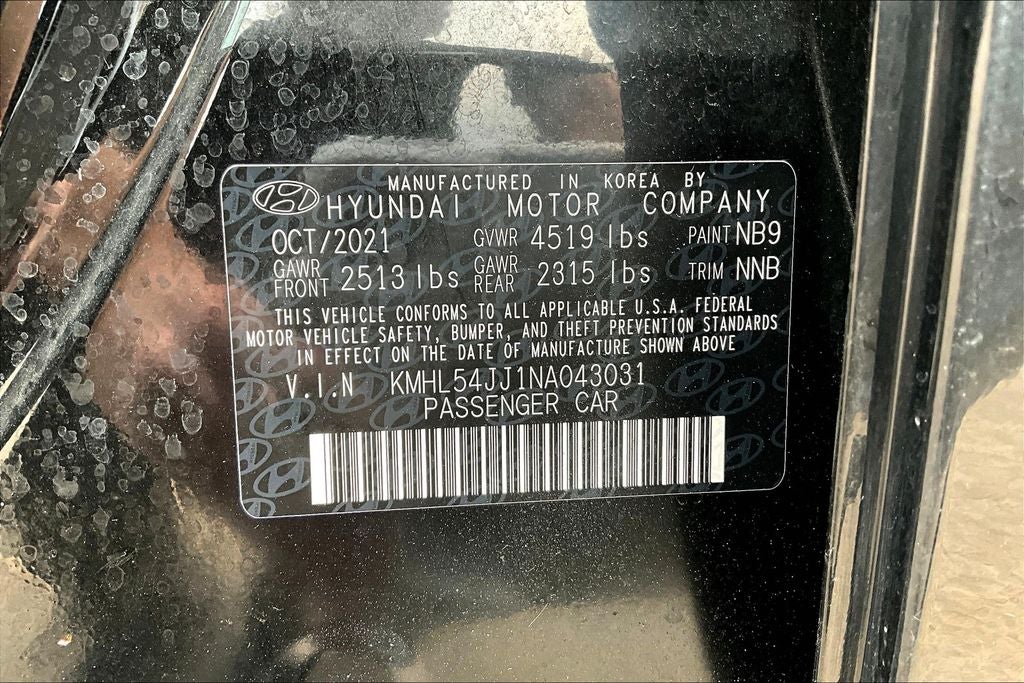 MANUFACTURED IN KOREA BY
HYUNDAI MOTOR COMPANY
OCT/2021 GVWR 4519 lbs PAINT NB9
GAWR FRONT 2513 lbs GAWR REAR 2315 lbs TRIM NNB
THIS VEHICLE CONFORMS TO ALL APPLICABLE U.S.A. FEDERAL
MOTOR VEHICLE SAFETY, BUMPER, AND THEFT PREVENTION STANDARDS
IN EFFECT ON THE DATE OF MANUFACTURE SHOWN ABOVE
V.I.N KMHL54JJ1NA043031
PASSENGER CAR